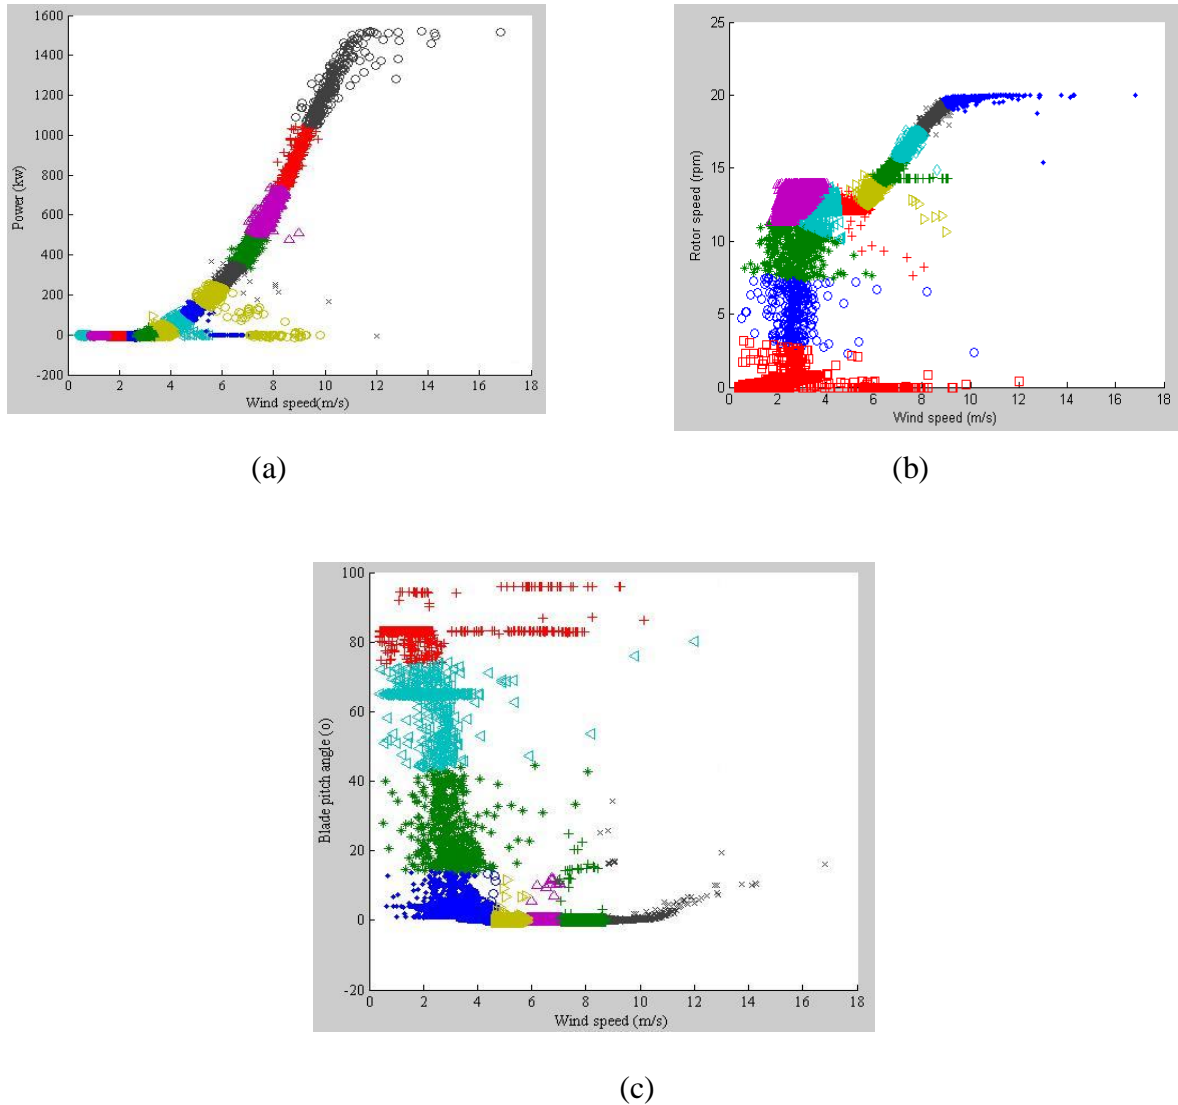 1600
1400
1200
1000
800
600
400
200
0
-200
Power (kw)
0 2 4 6 8 10 12 14 16 18
Wind speed(m/s)
(a)
25
20
15
10
5
0
Rotor speed (rpm)
0 2 4 6 8 10 12 14 16 18
Wind speed (m/s)
(b)
100
80
60
40
20
0
-20
Blade pitch angle (o)
0 2 4 6 8 10 12 14 16 18
Wind speed (m/s)
(c)